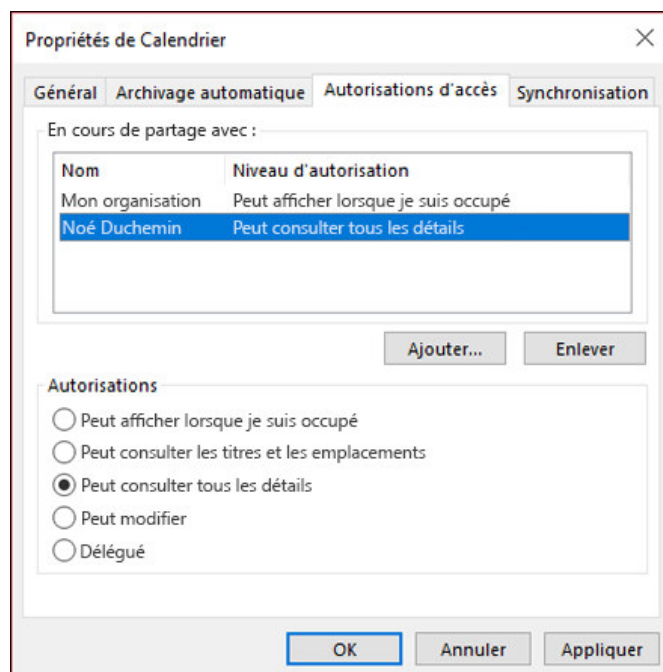 Propriétés de Calendrier
Général Archivage automatique Autorisations d'accès Synchronisation
En cours de partage avec :
Nom Niveau d'autorisation
Mon organisation Peut afficher lorsque je suis occupé
Noé Duchemin Peut consulter tous les détails
Ajouter... Enlever
Autorisations
Peut afficher lorsque je suis occupé
Peut consulter les titres et les emplacements
Peut consulter tous les détails
Peut modifier
Délégué
OK Annuler Appliquer